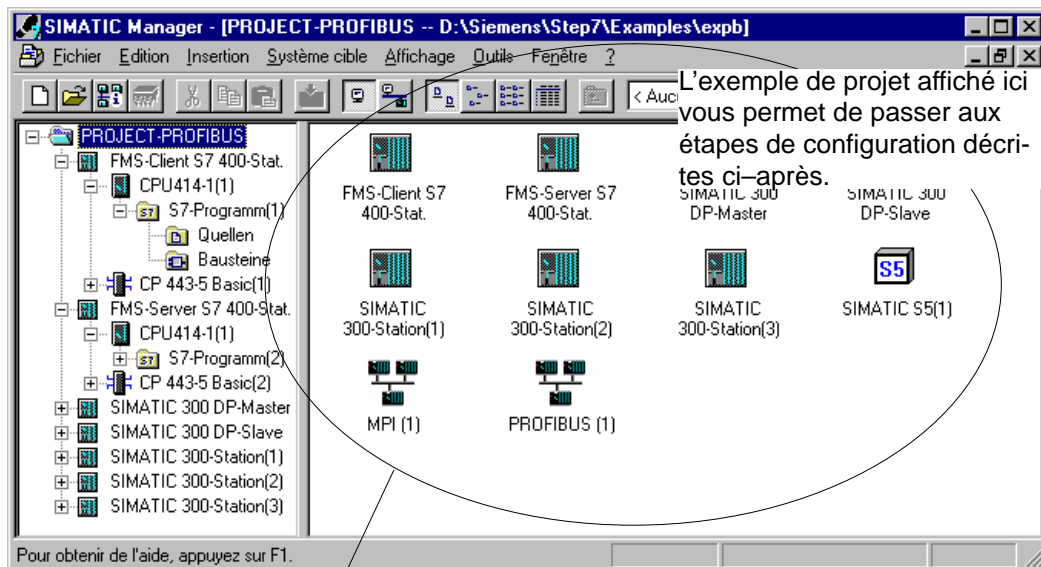 SIMATIC Manager - [PROJECT-PROFIBUS -- D:\Siemens\Step7\Examples\expb]
Fichier Edition Insertion Système cible Affichage Outils Fenêtre ?
< Auc
L'exemple de projet affiché ici
vous permet de passer aux
étapes de configuration décri-
tes ci–après.
PROJECT-PROFIBUS
FMS-Client S7 400-Stat.
CPU414-1(1)
S7-Programm(1)
Quellen
Bausteine
CP 443-5 Basic(1)
FMS-Server S7 400-Stat.
CPU414-1(1)
S7-Programm(2)
CP 443-5 Basic(2)
SIMATIC 300 DP-Master
SIMATIC 300 DP-Slave
SIMATIC 300-Station(1)
SIMATIC 300-Station(2)
SIMATIC 300-Station(3)
FMS-Client S7
400-Stat.
FMS-Server S7
400-Stat.
SIMATIC 300
DP-Master
SIMATIC 300
DP-Slave
SIMATIC
300-Station(1)
SIMATIC
300-Station(2)
SIMATIC
300-Station(3)
S5
SIMATIC S5(1)
MPI (1)
PROFIBUS (1)
Pour obtenir de l'aide, appuyez sur F1.